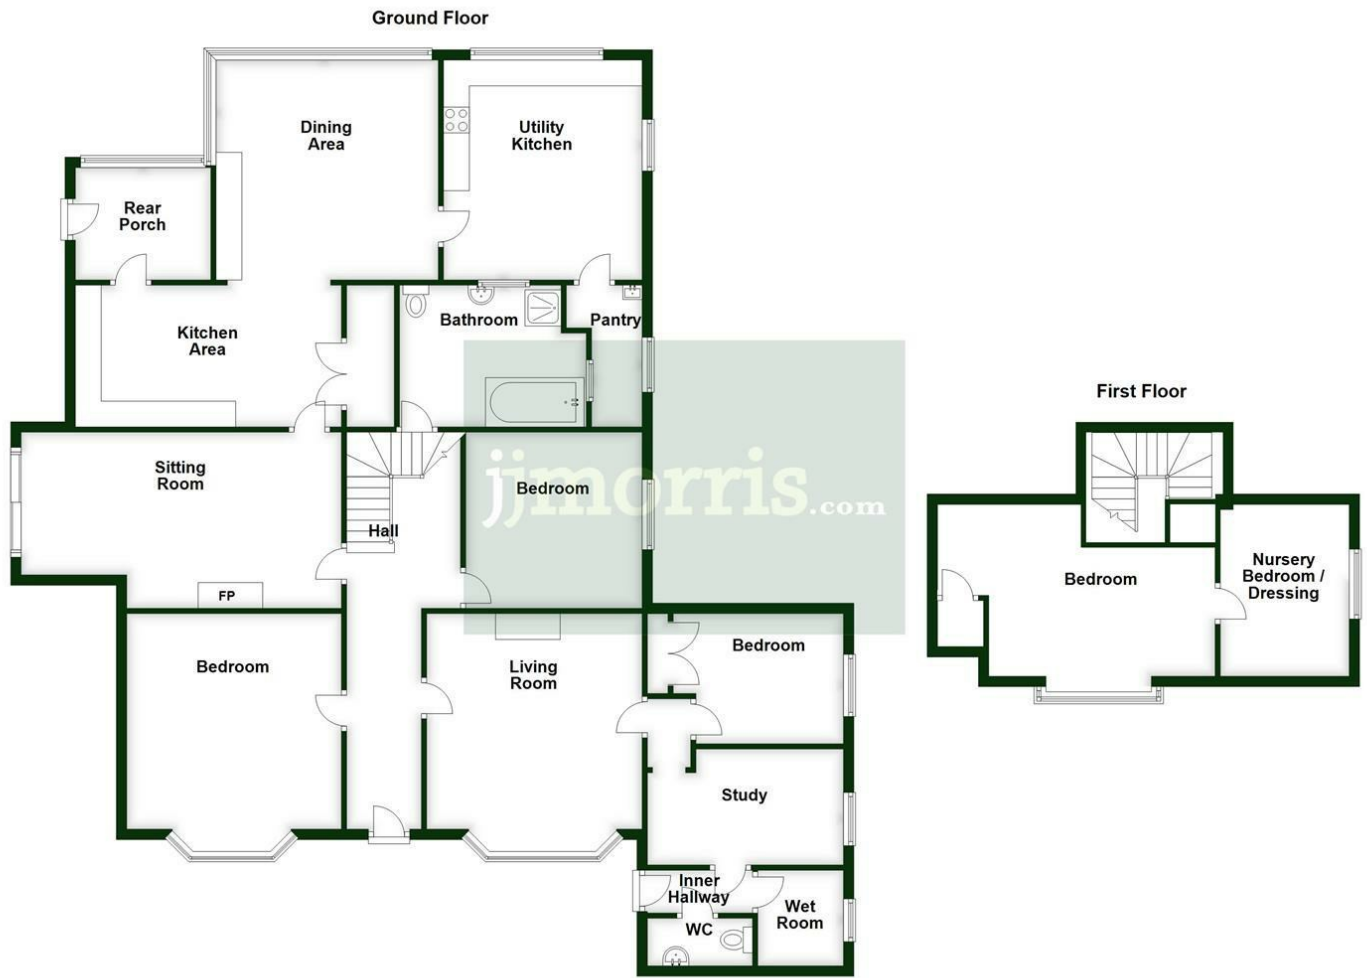 Ground Floor
Dining
Area
Utility
Kitchen
Rear
Porch
Kitchen
Area
Bathroom
Pantry
First Floor
Sitting
Room
jjmorris.com
Bedroom
Hall
Bedroom
Nursery
Bedroom /
Dressing
FP
Bedroom
Living
Room
Bedroom
Study
Inner
Hallway
Wet
Room
WC